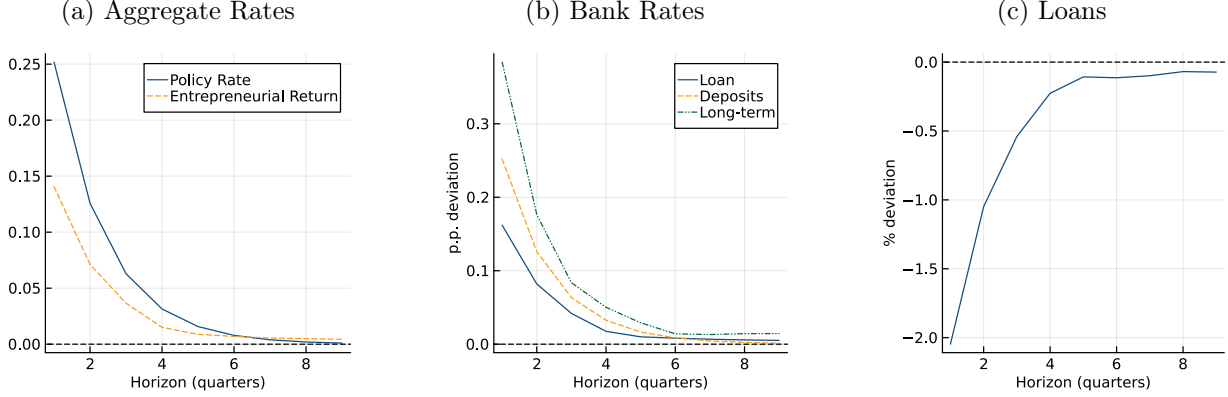 (a) Aggregate Rates
0.25
0.20
0.15
0.10
0.05
0.00
2
4
6
8
Horizon (quarters)
Policy Rate
Entrepreneurial Return
(b) Bank Rates
p.p. deviation
0.3
0.2
0.1
0.0
2
4
6
8
Horizon (quarters)
Loan
Deposits
Long-term
(c) Loans
% deviation
0.0
−0.5
−1.0
−1.5
−2.0
2
4
6
8
Horizon (quarters)